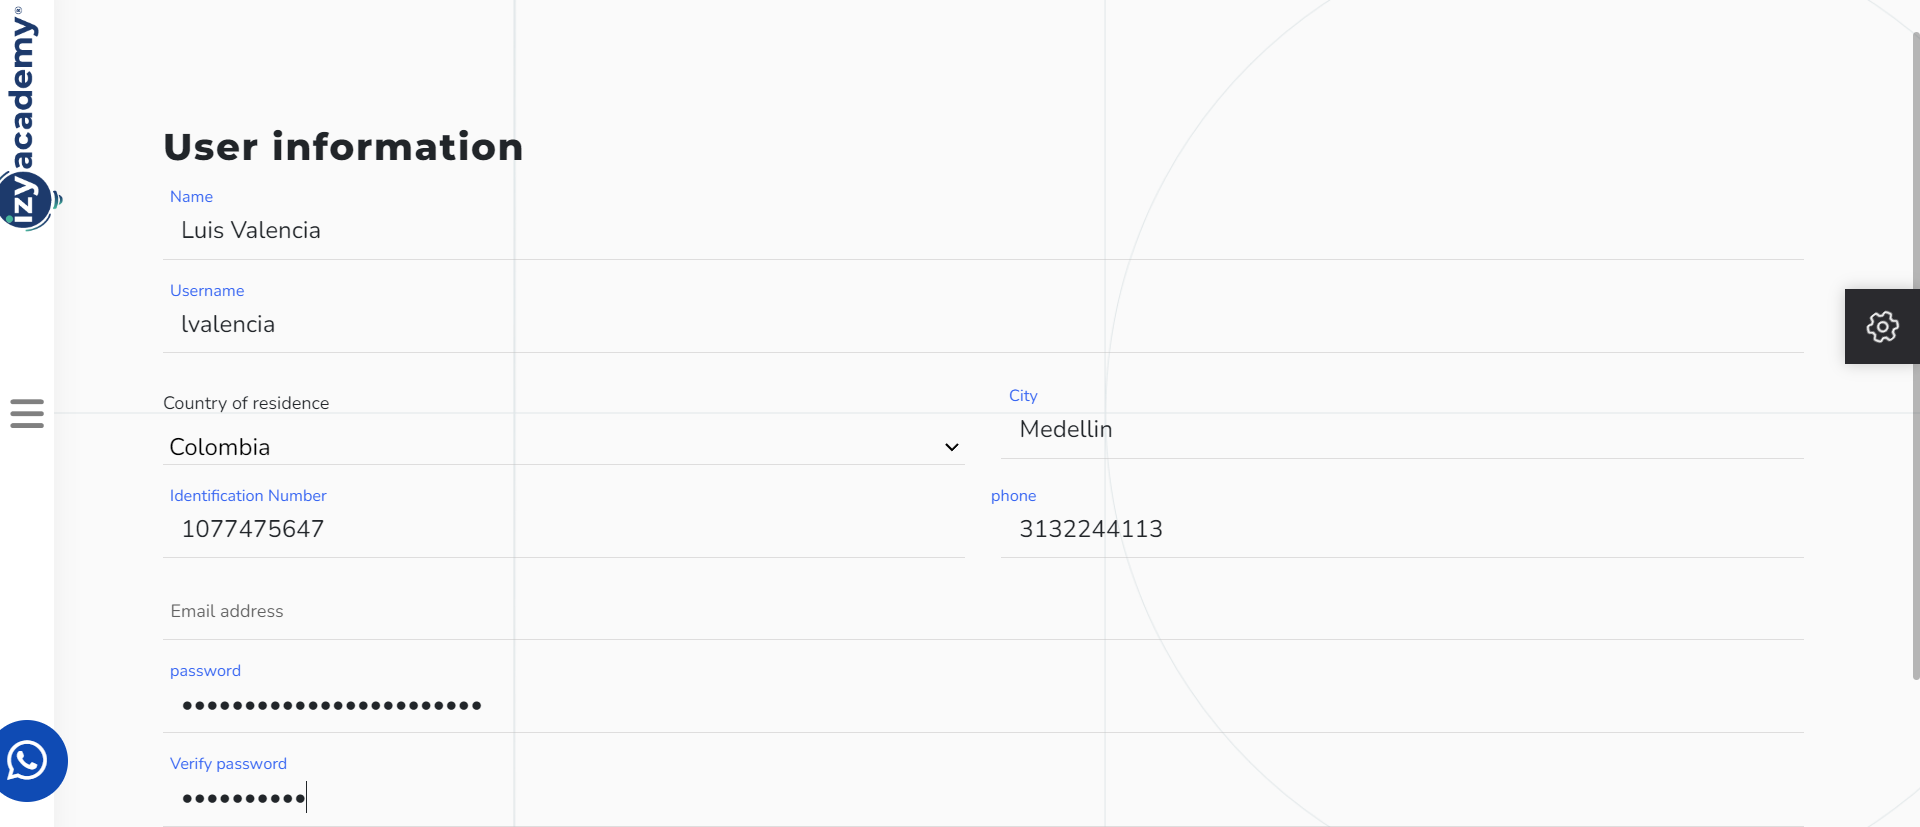 izyacademy®
User information
Name
Luis Valencia
Username
lvalencia
Country of residence
Colombia
City
Medellin
Identification Number
1077475647
phone
3132244113
Email address
password
••••••••••••••••••••••••
Verify password
••••••••••